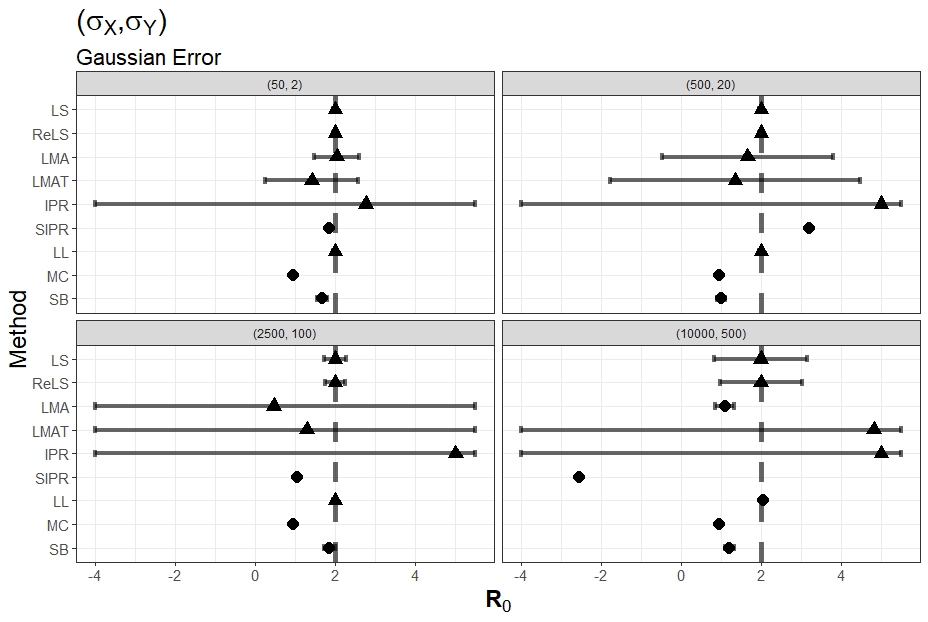 (σX,σY)
Gaussian Error
(50, 2)
(500, 20)
LS
ReLS
LMA
LMAT
IPR
SIPR
LL
MC
SB
(2500, 100)
(10000, 500)
LS
ReLS
LMA
LMAT
IPR
SIPR
LL
MC
SB
Method
-4 -2 0 2 4
-4 -2 0 2 4
R0